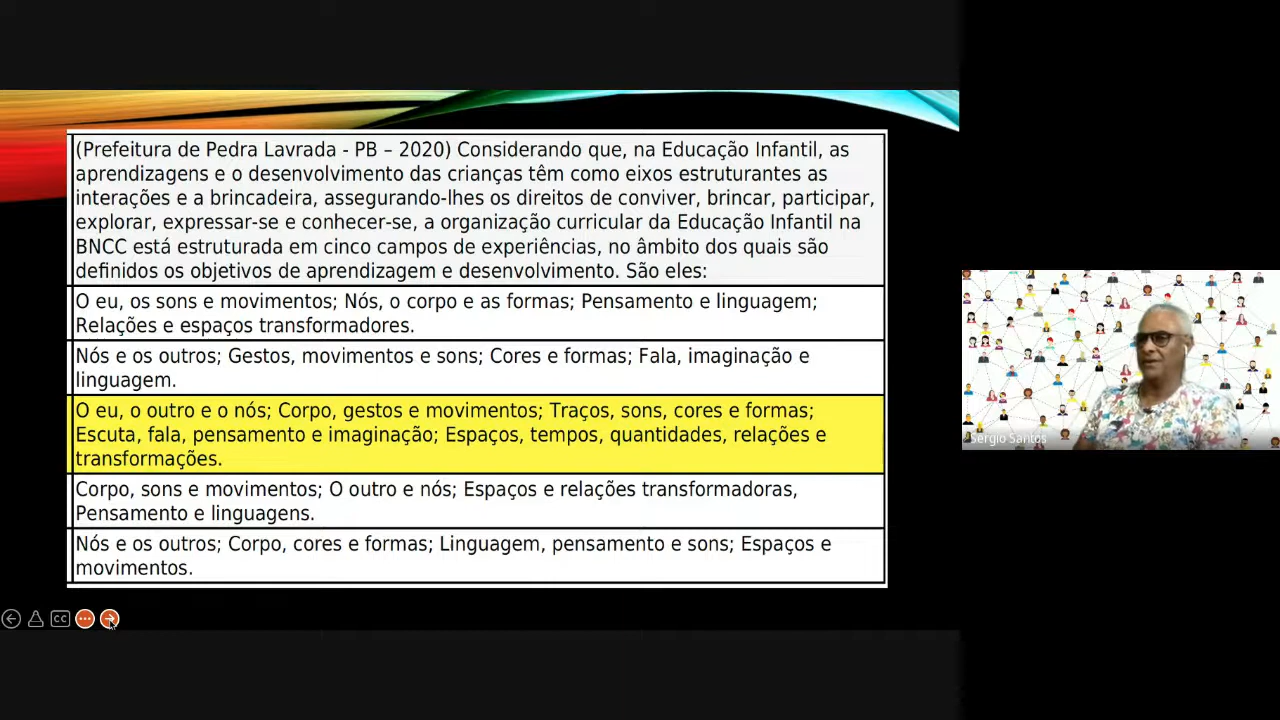 (Prefeitura de Pedra Lavrada - PB – 2020) Considerando que, na Educação Infantil, as
aprendizagens e o desenvolvimento das crianças têm como eixos estruturantes as
interações e a brincadeira, assegurando-lhes os direitos de conviver, brincar, participar,
explorar, expressar-se e conhecer-se, a organização curricular da Educação Infantil na
BNCC está estruturada em cinco campos de experiências, no âmbito dos quais são
definidos os objetivos de aprendizagem e desenvolvimento. São eles:
O eu, os sons e movimentos; Nós, o corpo e as formas; Pensamento e linguagem;
Relações e espaços transformadores.
Nós e os outros; Gestos, movimentos e sons; Cores e formas; Fala, imaginação e
linguagem.
O eu, o outro e o nós; Corpo, gestos e movimentos; Traços, sons, cores e formas;
Escuta, fala, pensamento e imaginação; Espaços, tempos, quantidades, relações e
transformações.
Corpo, sons e movimentos; O outro e nós; Espaços e relações transformadoras,
Pensamento e linguagens.
Nós e os outros; Corpo, cores e formas; Linguagem, pensamento e sons; Espaços e
movimentos.
CC
Sergio Santos